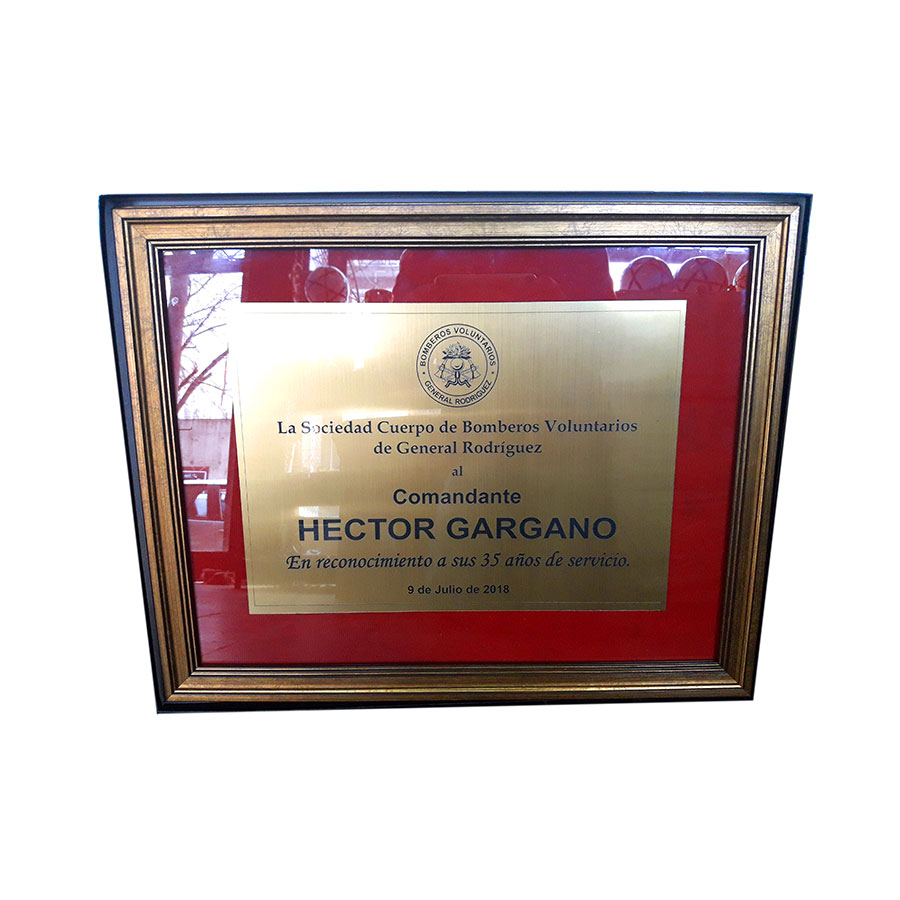 BOMBEROS VOLUNTARIOS
GENERAL RODRIGUEZ
La Sociedad Cuerpo de Bomberos Voluntarios
de General Rodríguez
al
Comandante
HECTOR GARGANO
En reconocimiento a sus 35 años de servicio.
9 de Julio de 2018